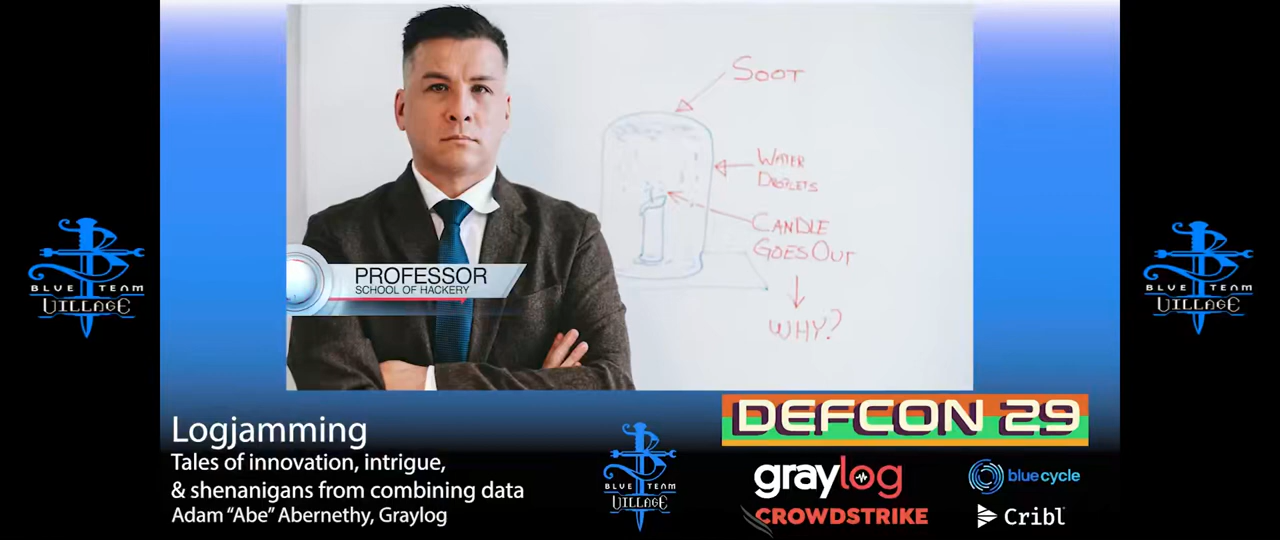 SOOT
WATER
DROPLETS
CANDLE
GOES OUT
WHY?
PROFESSOR
SCHOOL OF HACKERY
BLUE TEAM
VILLAGE
BLUE TEAM
VILLAGE
Logjamming
Tales of innovation, intrigue,
& shenanigans from combining data
Adam “Abe” Abernethy, Graylog
BLUE TEAM
VILLAGE
DEFCON 29
graylog
blue cycle
CROWDSTRIKE
Cribl